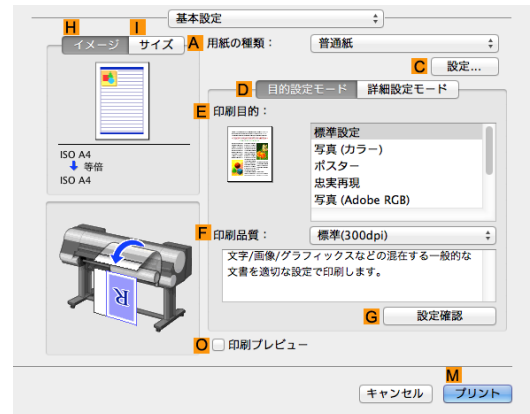 基本設定
H
I
イメージ
サイズ
A
用紙の種類：
普通紙
C
設定...
D
目的設定モード
詳細設定モード
E
印刷目的：
標準設定
写真 (カラー)
ポスター
忠実再現
写真 (Adobe RGB)
ISO A4
等倍
ISO A4
F
印刷品質：
標準(300dpi)
文字/画像/グラフィックスなどの混在する一般的な
文書を適切な設定で印刷します。
G
設定確認
R
O
印刷プレビュー
M
キャンセル
プリント